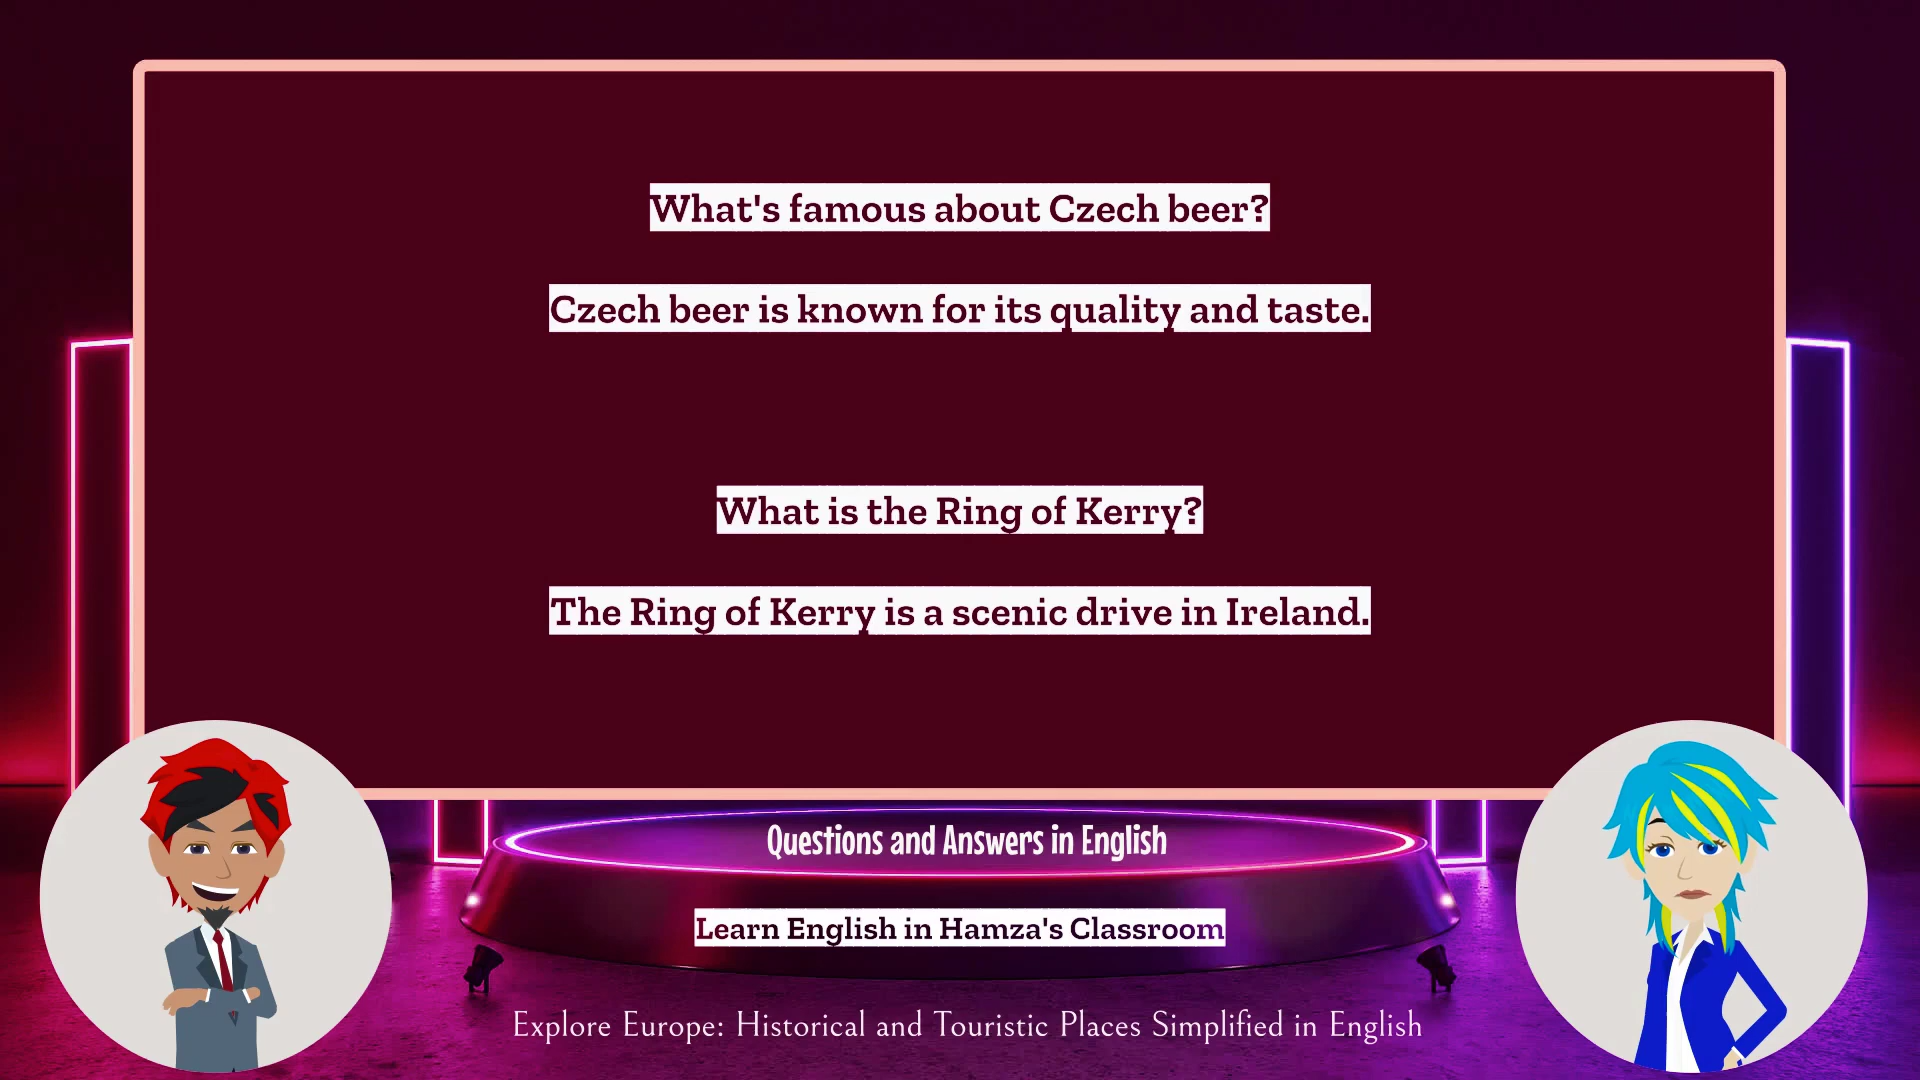 What's famous about Czech beer?
Czech beer is known for its quality and taste.
What is the Ring of Kerry?
The Ring of Kerry is a scenic drive in Ireland.
Questions and Answers in English
Learn English in Hamza's Classroom
Explore Europe: Historical and Touristic Places Simplified in English